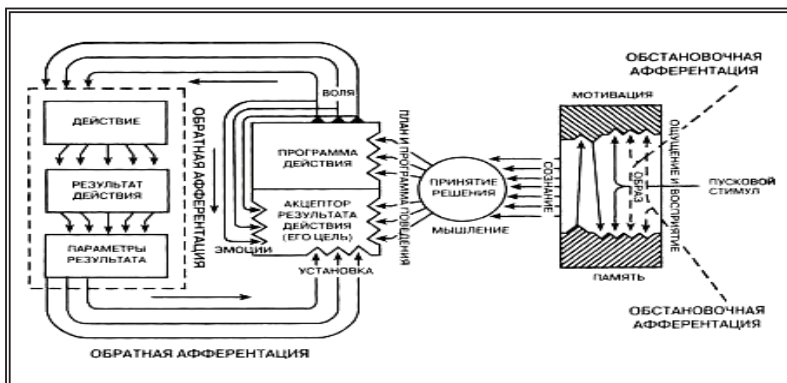 ОБСТАНОВОЧНАЯ
АФФЕРЕНТАЦИЯ
МОТИВАЦИЯ
ВОЛЯ
ДЕЙСТВИЕ
РЕЗУЛЬТАТ
ДЕЙСТВИЯ
ПАРАМЕТРЫ
РЕЗУЛЬТАТА
ОБРАТНАЯ АФФЕРЕНТАЦИЯ
ПРОГРАММА
ДЕЙСТВИЯ
АКЦЕПТОР
РЕЗУЛЬТАТА
ДЕЙСТВИЯ
(ЕГО ЦЕЛЬ)
ЭМОЦИИ
УСТАНОВКА
ПЛАН И ПРОГРАММА ПОВЕДЕНИЯ
ПРИНЯТИЕ
РЕШЕНИЯ
МЫШЛЕНИЕ
СОЗНАНИЕ
ОБРАЗ
ОЩУЩЕНИЕ И ВОСПРИЯТИЕ
ПУСКОВОЙ
СТИМУЛ
ПАМЯТЬ
ОБСТАНОВОЧНАЯ
АФФЕРЕНТАЦИЯ
ОБРАТНАЯ АФФЕРЕНТАЦИЯ